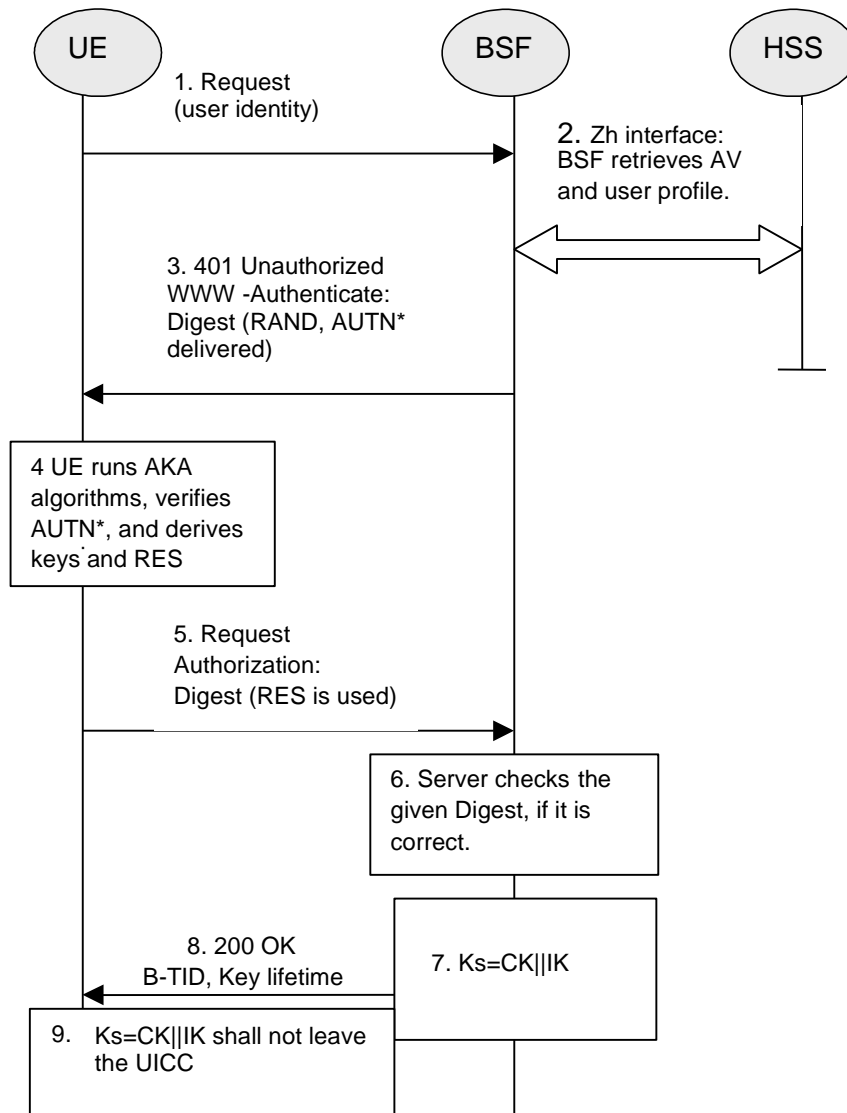 UE
BSF
HSS
1. Request
(user identity)
2. Zh interface:
BSF retrieves AV
and user profile.
3. 401 Unauthorized
WWW -Authenticate:
Digest (RAND, AUTN*
delivered)
4 UE runs AKA
algorithms, verifies
AUTN*, and derives
keys and RES
5. Request
Authorization:
Digest (RES is used)
6. Server checks the
given Digest, if it is
correct.
7. Ks=CK||IK
8. 200 OK
B-TID, Key lifetime
9. Ks=CK||IK shall not leave
the UICC